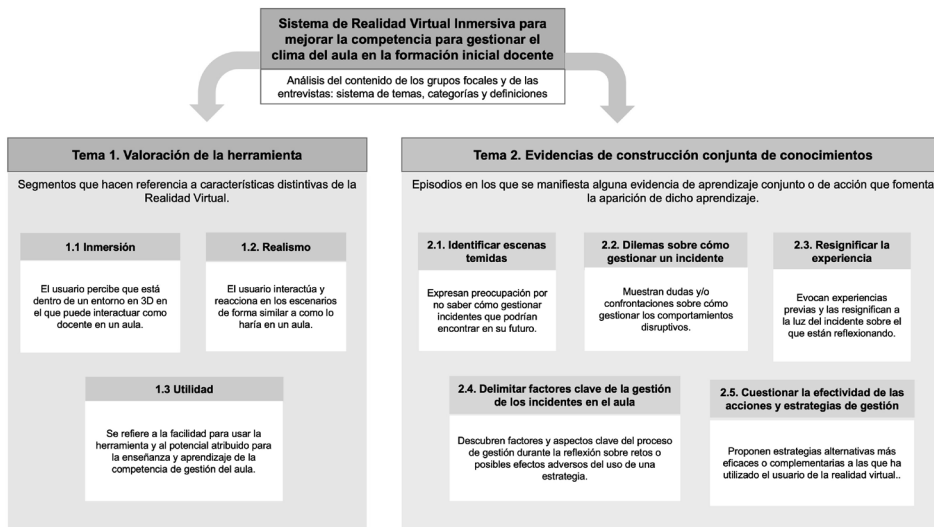 Sistema de Realidad Virtual Inmersiva para
mejorar la competencia para gestionar el
clima del aula en la formación inicial docente
Análisis del contenido de los grupos focales y de las
entrevistas: sistema de temas, categorías y definiciones
Tema 1. Valoración de la herramienta
Segmentos que hacen referencia a características distintivas de la
Realidad Virtual.
1.1 Inmersión
El usuario percibe que está
dentro de un entorno en 3D en
el que puede interactuar como
docente en un aula.
1.2. Realismo
El usuario interactúa y
reacciona en los escenarios
de forma similar a como lo
haría en un aula.
1.3 Utilidad
Se refiere a la facilidad para usar la
herramienta y al potencial atribuido para
la enseñanza y aprendizaje de la
competencia de gestión del aula.
Tema 2. Evidencias de construcción conjunta de conocimientos
Episodios en los que se manifiesta alguna evidencia de aprendizaje conjunto o de acción que fomenta
la aparición de dicho aprendizaje.
2.1. Identificar escenas
temidas
Expresan preocupación por
no saber cómo gestionar
incidentes que podrían
encontrar en su futuro.
2.2. Dilemas sobre cómo
gestionar un incidente
Muestran dudas y/o
confrontaciones sobre cómo
gestionar los comportamientos
disruptivos.
2.3. Resignificar la
experiencia
Evocan experiencias
previas y las resignifican a
la luz del incidente sobre el
que están reflexionando.
2.4. Delimitar factores clave de la gestión
de los incidentes en el aula
Descubren factores y aspectos clave del proceso
de gestión durante la reflexión sobre retos o
posibles efectos adversos del uso de una
estrategia.
2.5. Cuestionar la efectividad de las
acciones y estrategias de gestión
Proponen estrategias alternativas más
eficaces o complementarias a las que ha
utilizado el usuario de la realidad virtual..